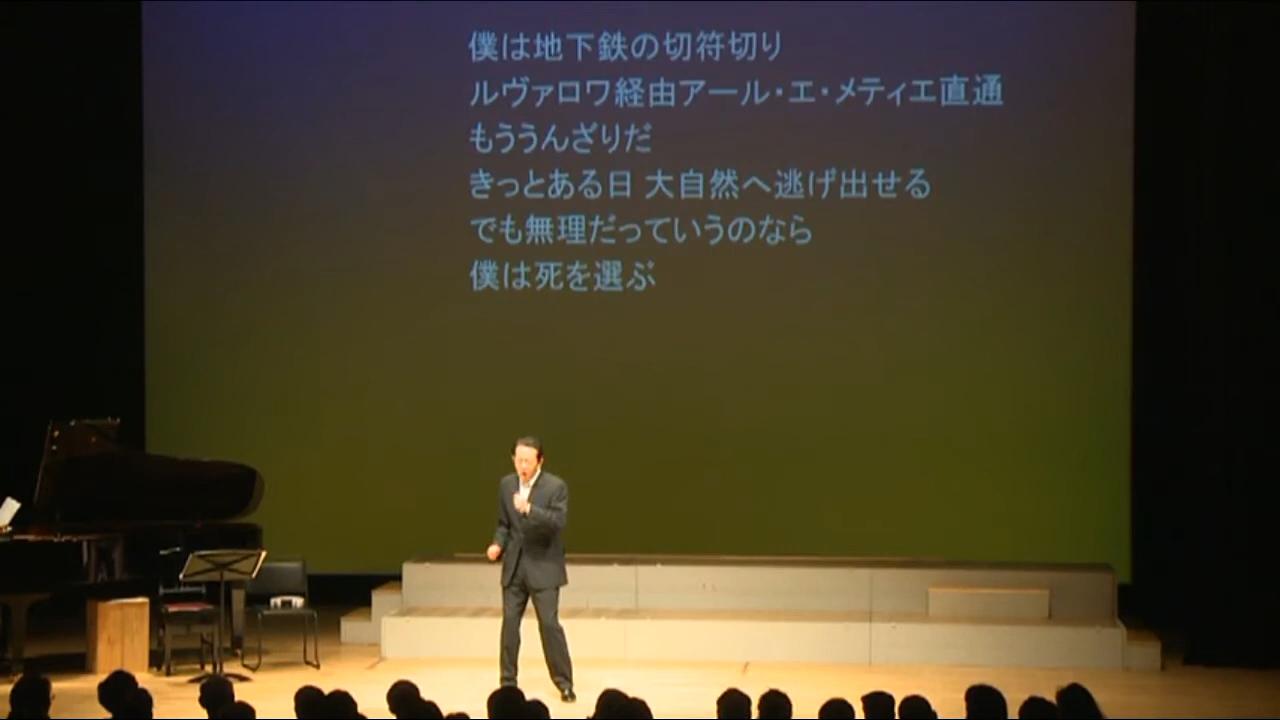 僕は地下鉄の切符切り
ルヴァロワ経由アール・エ・メティエ直通
もううんざりだ
きっとある日 大自然へ逃げ出せる
でも無理だっていうのなら
僕は死を選ぶ